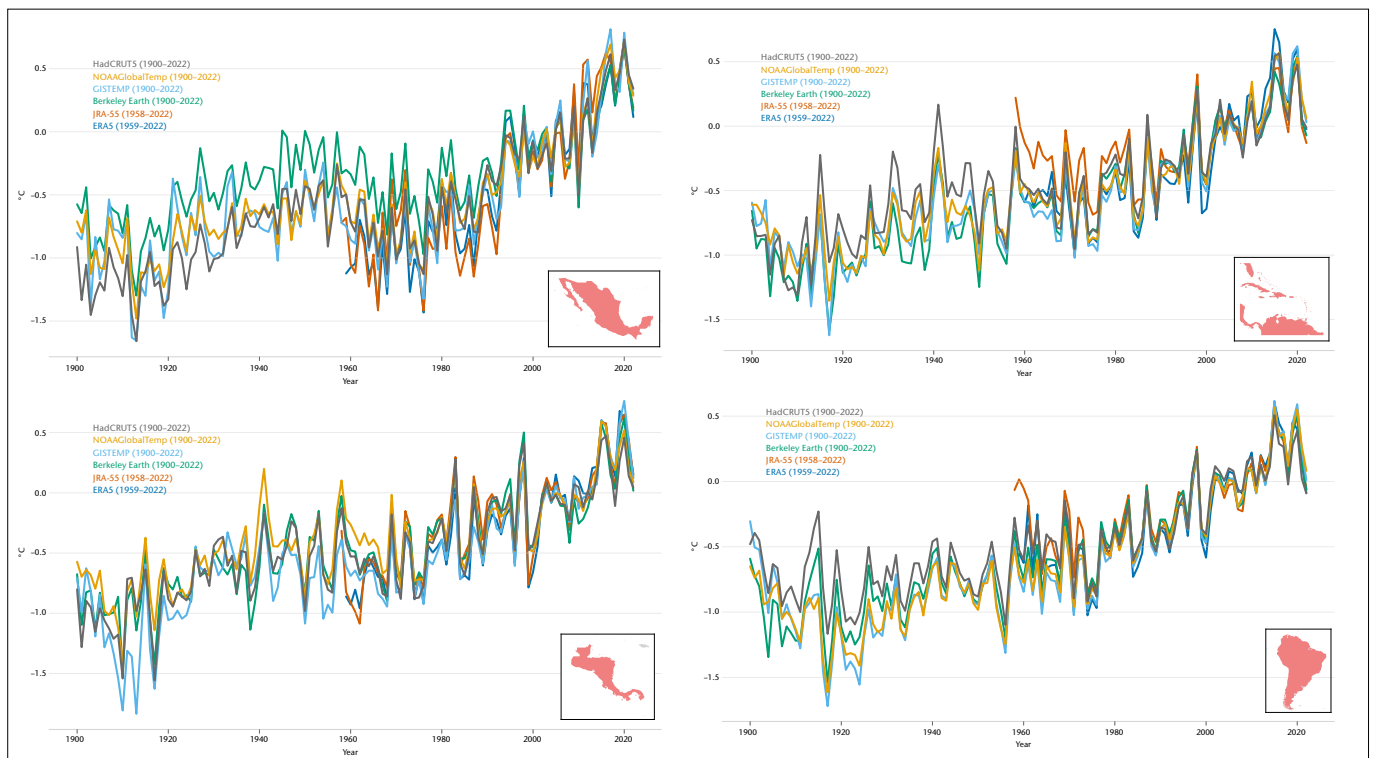 HadCRUT5 (1900–2022)
NOAAGlobalTemp (1900–2022)
GISTEMP (1900–2022)
Berkeley Earth (1900–2022)
JRA-55 (1958–2022)
ERA5 (1959–2022)
0.5
0.0
–0.5
–1.0
–1.5
°C
1900 1920 1940 1960 1980 2000 2020
Year
HadCRUT5 (1900–2022)
NOAAGlobalTemp (1900–2022)
GISTEMP (1900–2022)
Berkeley Earth (1900–2022)
JRA-55 (1958–2022)
ERA5 (1959–2022)
0.5
0.0
–0.5
–1.0
–1.5
°C
1900 1920 1940 1960 1980 2000 2020
Year
HadCRUT5 (1900–2022)
NOAAGlobalTemp (1900–2022)
GISTEMP (1900–2022)
Berkeley Earth (1900–2022)
JRA-55 (1958–2022)
ERA5 (1959–2022)
0.5
0.0
–0.5
–1.0
–1.5
°C
1900 1920 1940 1960 1980 2000 2020
Year
HadCRUT5 (1900–2022)
NOAAGlobalTemp (1900–2022)
GISTEMP (1900–2022)
Berkeley Earth (1900–2022)
JRA-55 (1958–2022)
ERA5 (1959–2022)
0.5
0.0
–0.5
–1.0
–1.5
°C
1900 1920 1940 1960 1980 2000 2020
Year